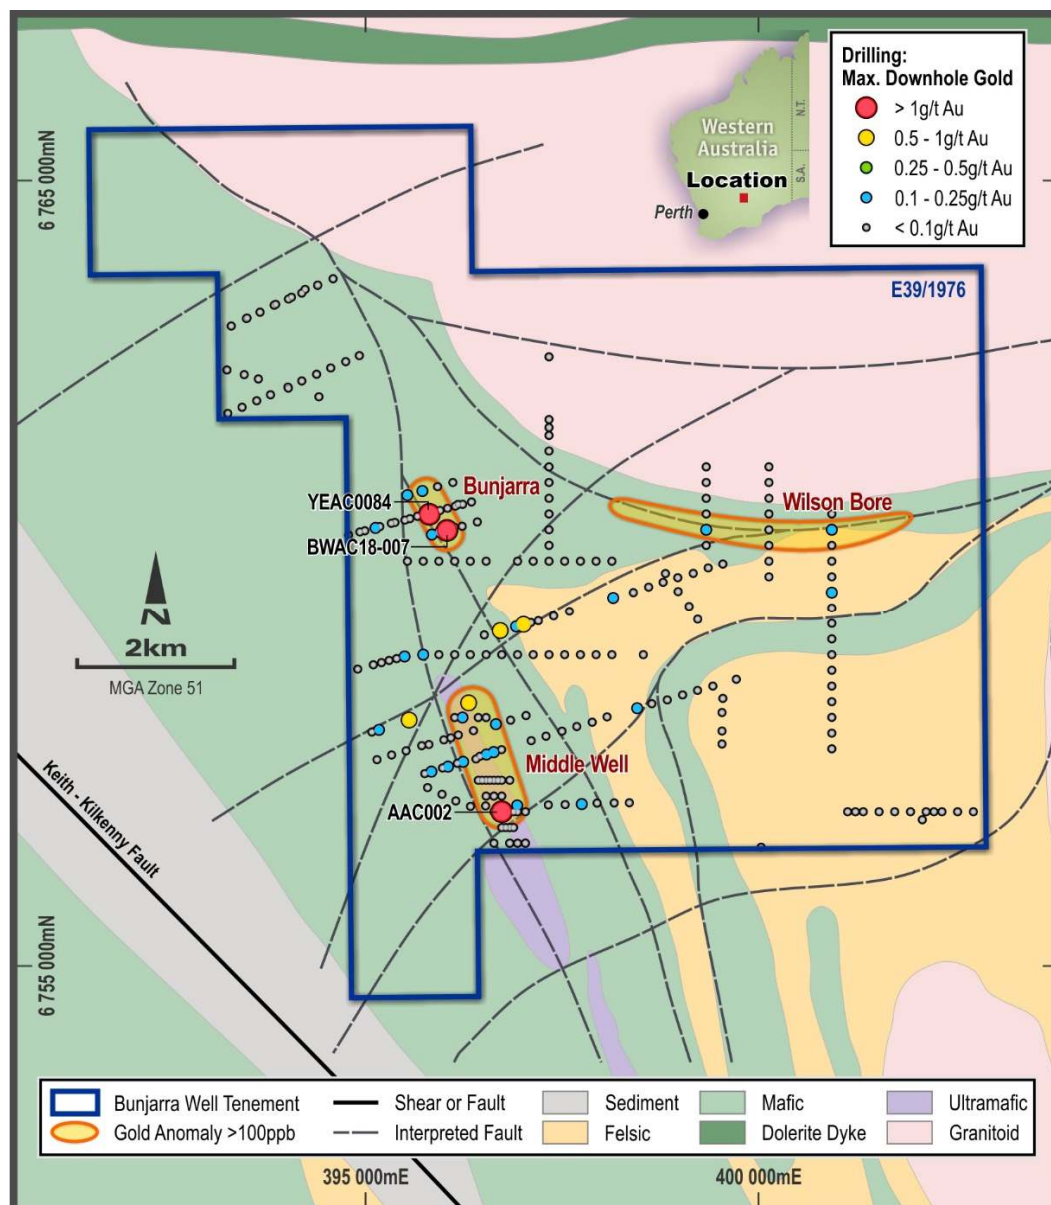 Drilling:
Max. Downhole Gold
> 1g/t Au
0.5 - 1g/t Au
0.25 - 0.5g/t Au
0.1 - 0.25g/t Au
< 0.1g/t Au
Western
Australia
N.T.
S.A.
Location
Perth
6 765 000mN
E39/1976
YEAC0084
Bunjarra
Wilson Bore
BWAC18-007
N
2km
MGA Zone 51
Middle Well
AAC002
Keith - Kilkenny Fault
6 755 000mN
Bunjarra Well Tenement
Shear or Fault
Sediment
Mafic
Ultramafic
Gold Anomaly >100ppb
Interpreted Fault
Felsic
Dolerite Dyke
Granitoid
395 000mE
400 000mE